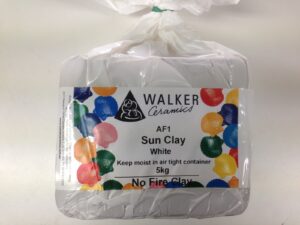 WALKER
Ceramics
AF1
Sun Clay
White
Keep moist in air tight container
5kg
No Fire Clay